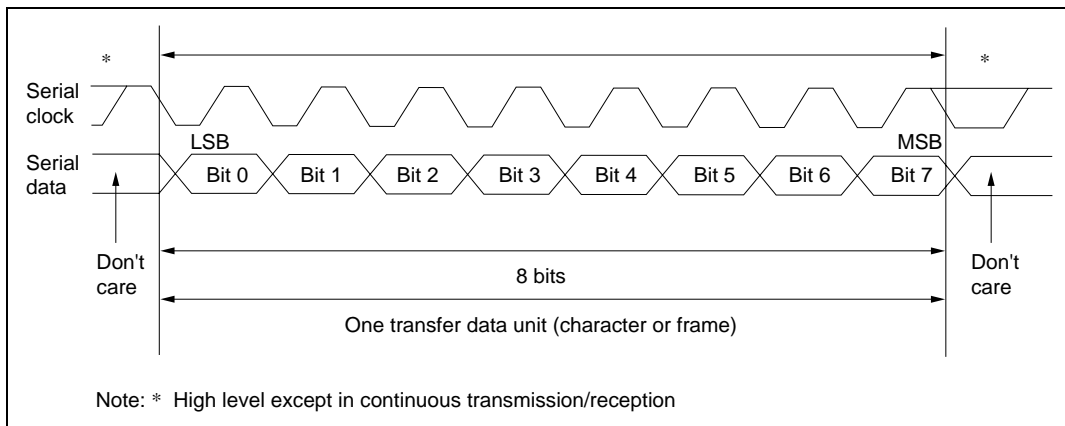 *
*
Serial
clock
LSB
MSB
Serial
data
Bit 0
Bit 1
Bit 2
Bit 3
Bit 4
Bit 5
Bit 6
Bit 7
Don't
care
Don't
care
8 bits
One transfer data unit (character or frame)
Note: * High level except in continuous transmission/reception